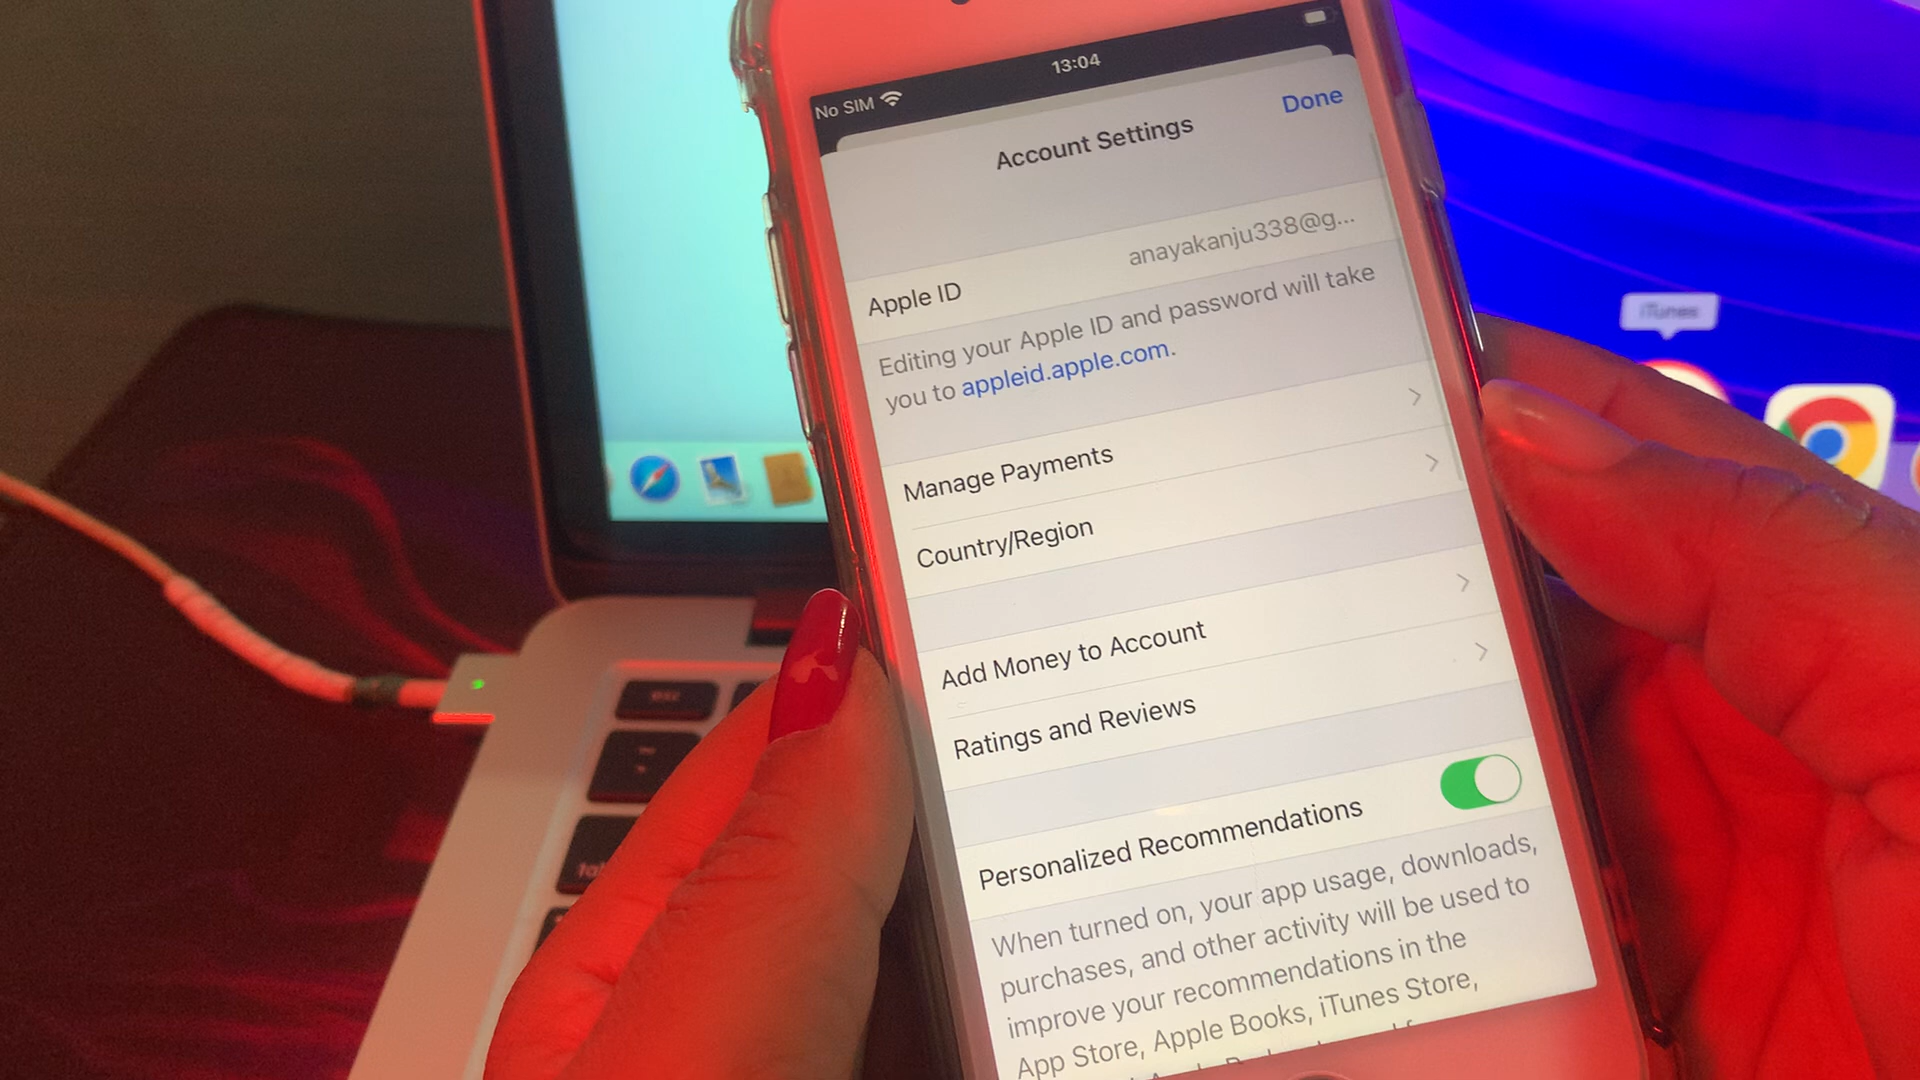 No SIM
13:04
Account Settings
Done
Apple ID
anayakanju338@g...
Editing your Apple ID and password will take
you to appleid.apple.com.
Manage Payments
Country/Region
Add Money to Account
Ratings and Reviews
Personalized Recommendations
When turned on, your app usage, downloads,
purchases, and other activity will be used to
improve your recommendations in the
App Store, Apple Books, iTunes Store,
iTunes
esc